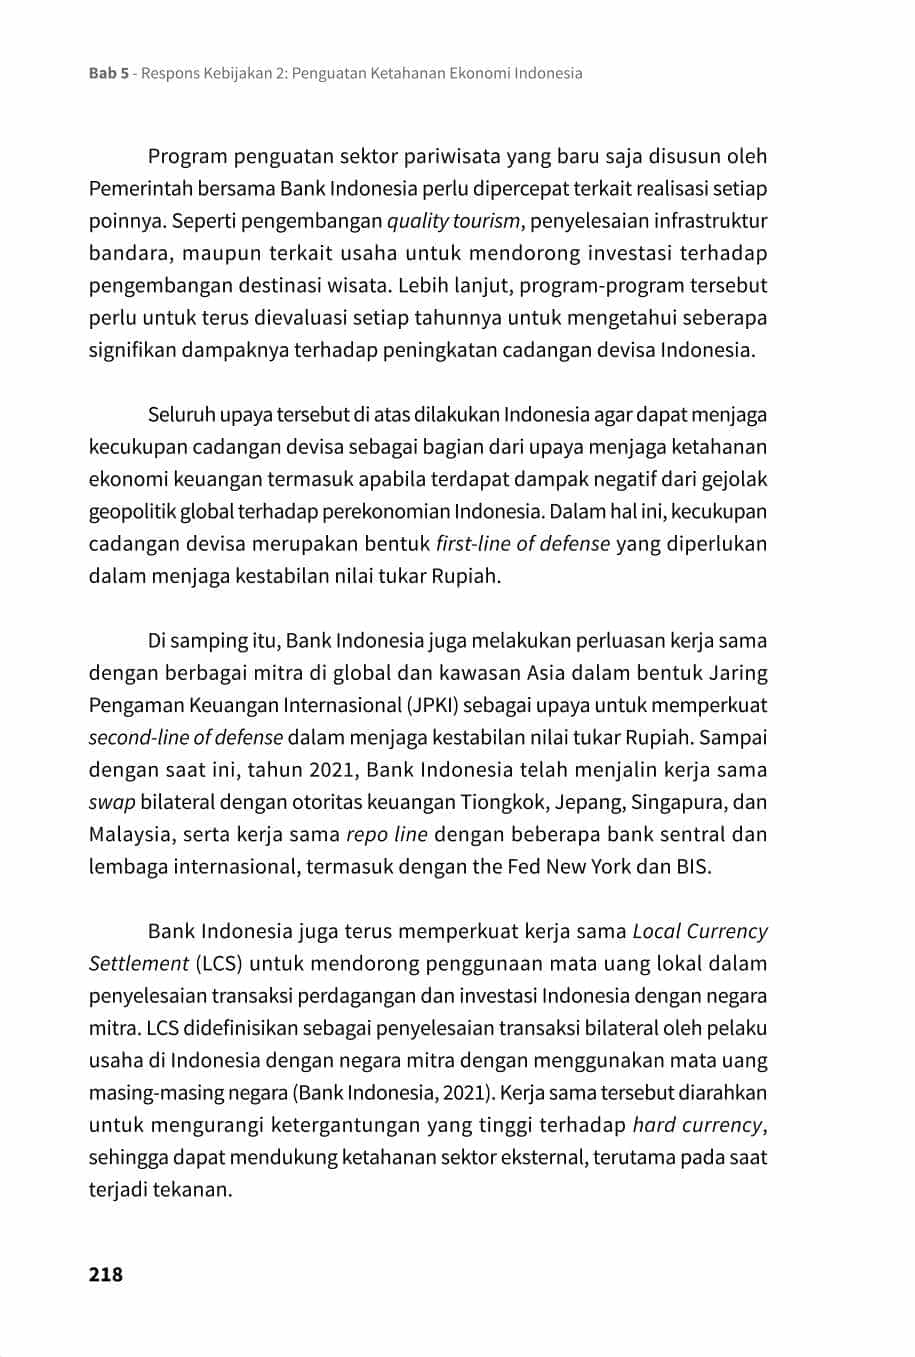 Bab 5 - Respons Kebijakan 2: Penguatan Ketahanan Ekonomi Indonesia
Program penguatan sektor pariwisata yang baru saja disusun oleh
Pemerintah bersama Bank Indonesia perlu dipercepat terkait realisasi setiap
poinnya. Seperti pengembangan quality tourism, penyelesaian infrastruktur
bandara, maupun terkait usaha untuk mendorong investasi terhadap
pengembangan destinasi wisata. Lebih lanjut, program-program tersebut
perlu untuk terus dievaluasi setiap tahunnya untuk mengetahui seberapa
signifikan dampaknya terhadap peningkatan cadangan devisa Indonesia.
Seluruh upaya tersebut di atas dilakukan Indonesia agar dapat menjaga
kecukupan cadangan devisa sebagai bagian dari upaya menjaga ketahanan
ekonomi keuangan termasuk apabila terdapat dampak negatif dari gejolak
geopolitik global terhadap perekonomian Indonesia. Dalam hal ini, kecukupan
cadangan devisa merupakan bentuk first-line of defense yang diperlukan
dalam menjaga kestabilan nilai tukar Rupiah.
Di samping itu, Bank Indonesia juga melakukan perluasan kerja sama
dengan berbagai mitra di global dan kawasan Asia dalam bentuk Jaring
Pengaman Keuangan Internasional (JPKI) sebagai upaya untuk memperkuat
second-line of defense dalam menjaga kestabilan nilai tukar Rupiah. Sampai
dengan saat ini, tahun 2021, Bank Indonesia telah menjalin kerja sama
swap bilateral dengan otoritas keuangan Tiongkok, Jepang, Singapura, dan
Malaysia, serta kerja sama repo line dengan beberapa bank sentral dan
lembaga internasional, termasuk dengan the Fed New York dan BIS.
Bank Indonesia juga terus memperkuat kerja sama Local Currency
Settlement (LCS) untuk mendorong penggunaan mata uang lokal dalam
penyelesaian transaksi perdagangan dan investasi Indonesia dengan negara
mitra. LCS didefinisikan sebagai penyelesaian transaksi bilateral oleh pelaku
usaha di Indonesia dengan negara mitra dengan menggunakan mata uang
masing-masing negara (Bank Indonesia, 2021). Kerja sama tersebut diarahkan
untuk mengurangi ketergantungan yang tinggi terhadap hard currency,
sehingga dapat mendukung ketahanan sektor eksternal, terutama pada saat
terjadi tekanan.
218